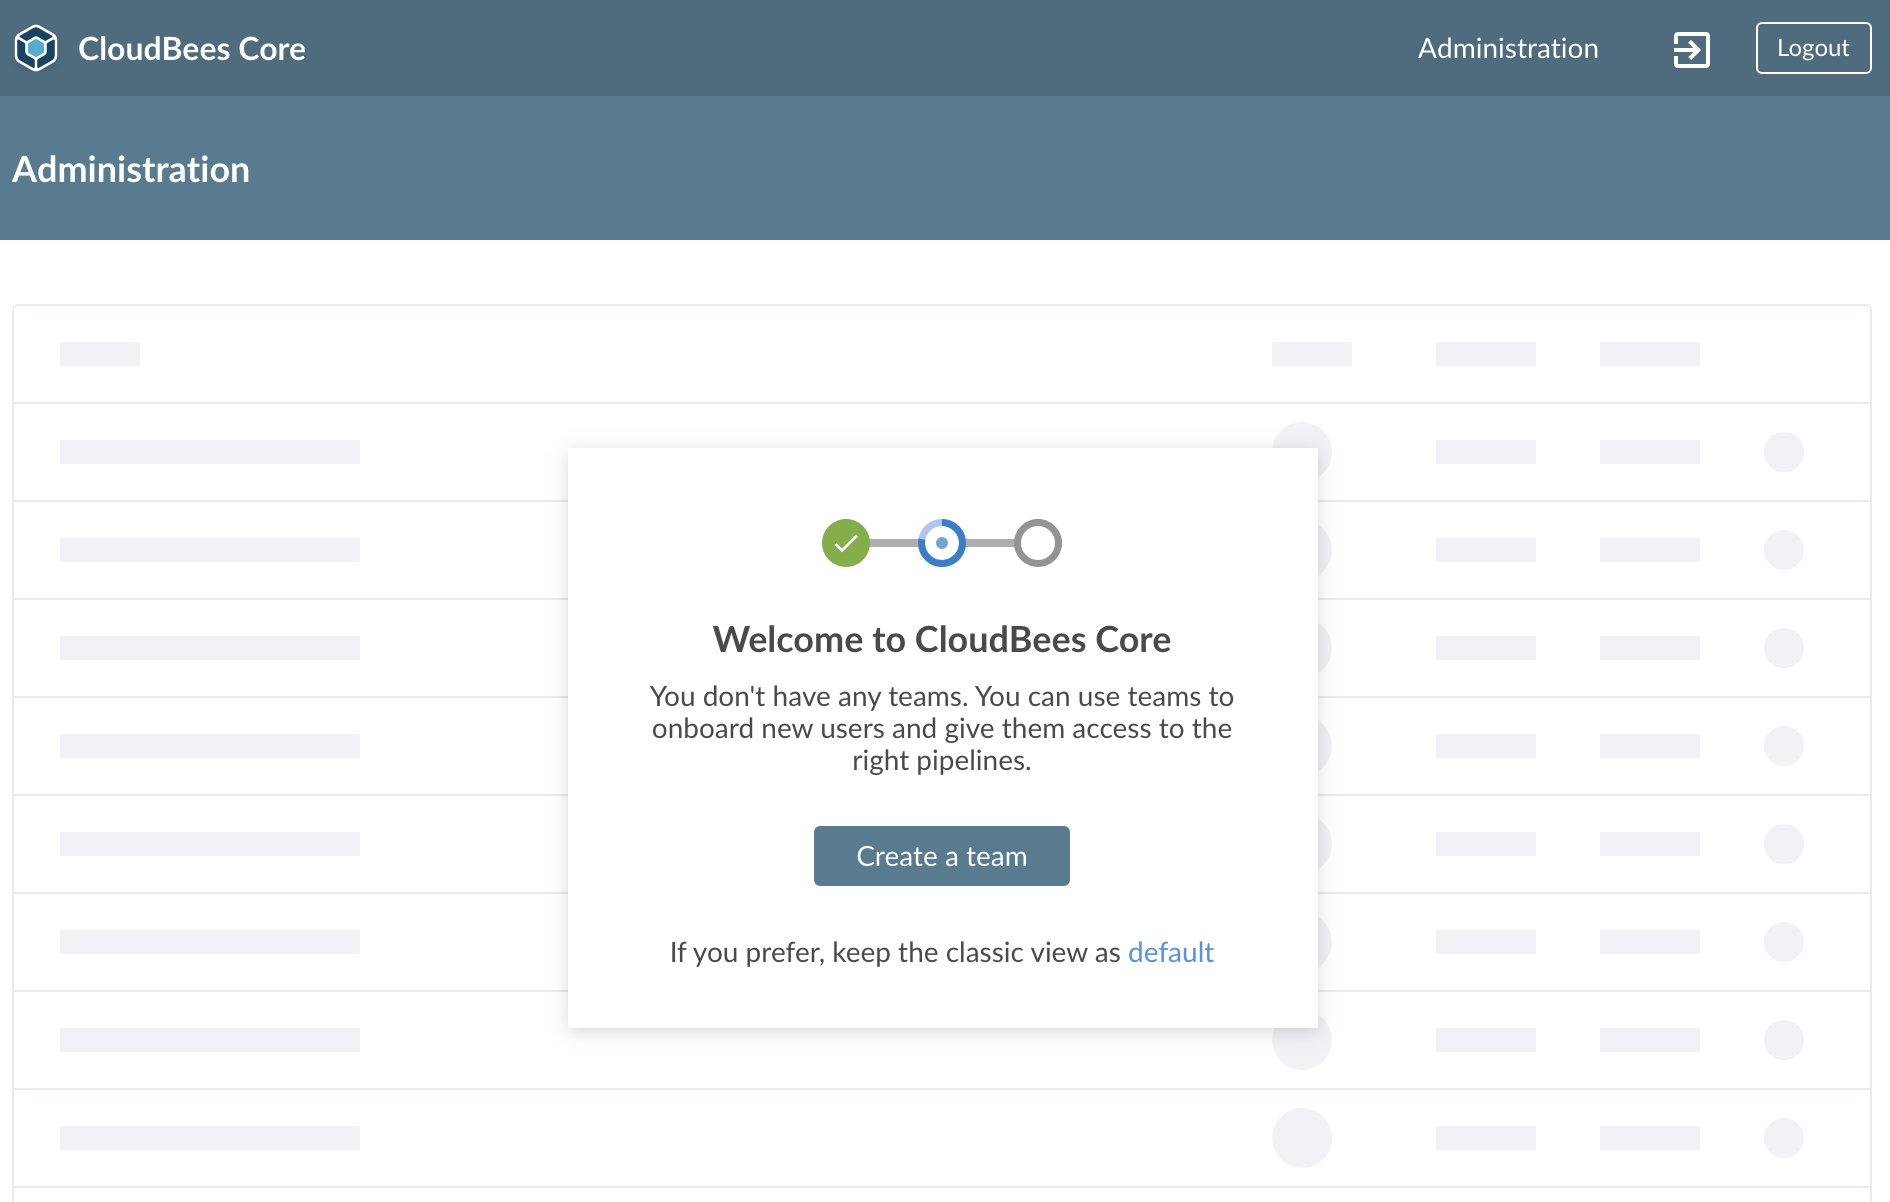 CloudBees Core
Administration
Logout
Administration
Welcome to CloudBees Core
You don't have any teams. You can use teams to
onboard new users and give them access to the
right pipelines.
Create a team
If you prefer, keep the classic view as default